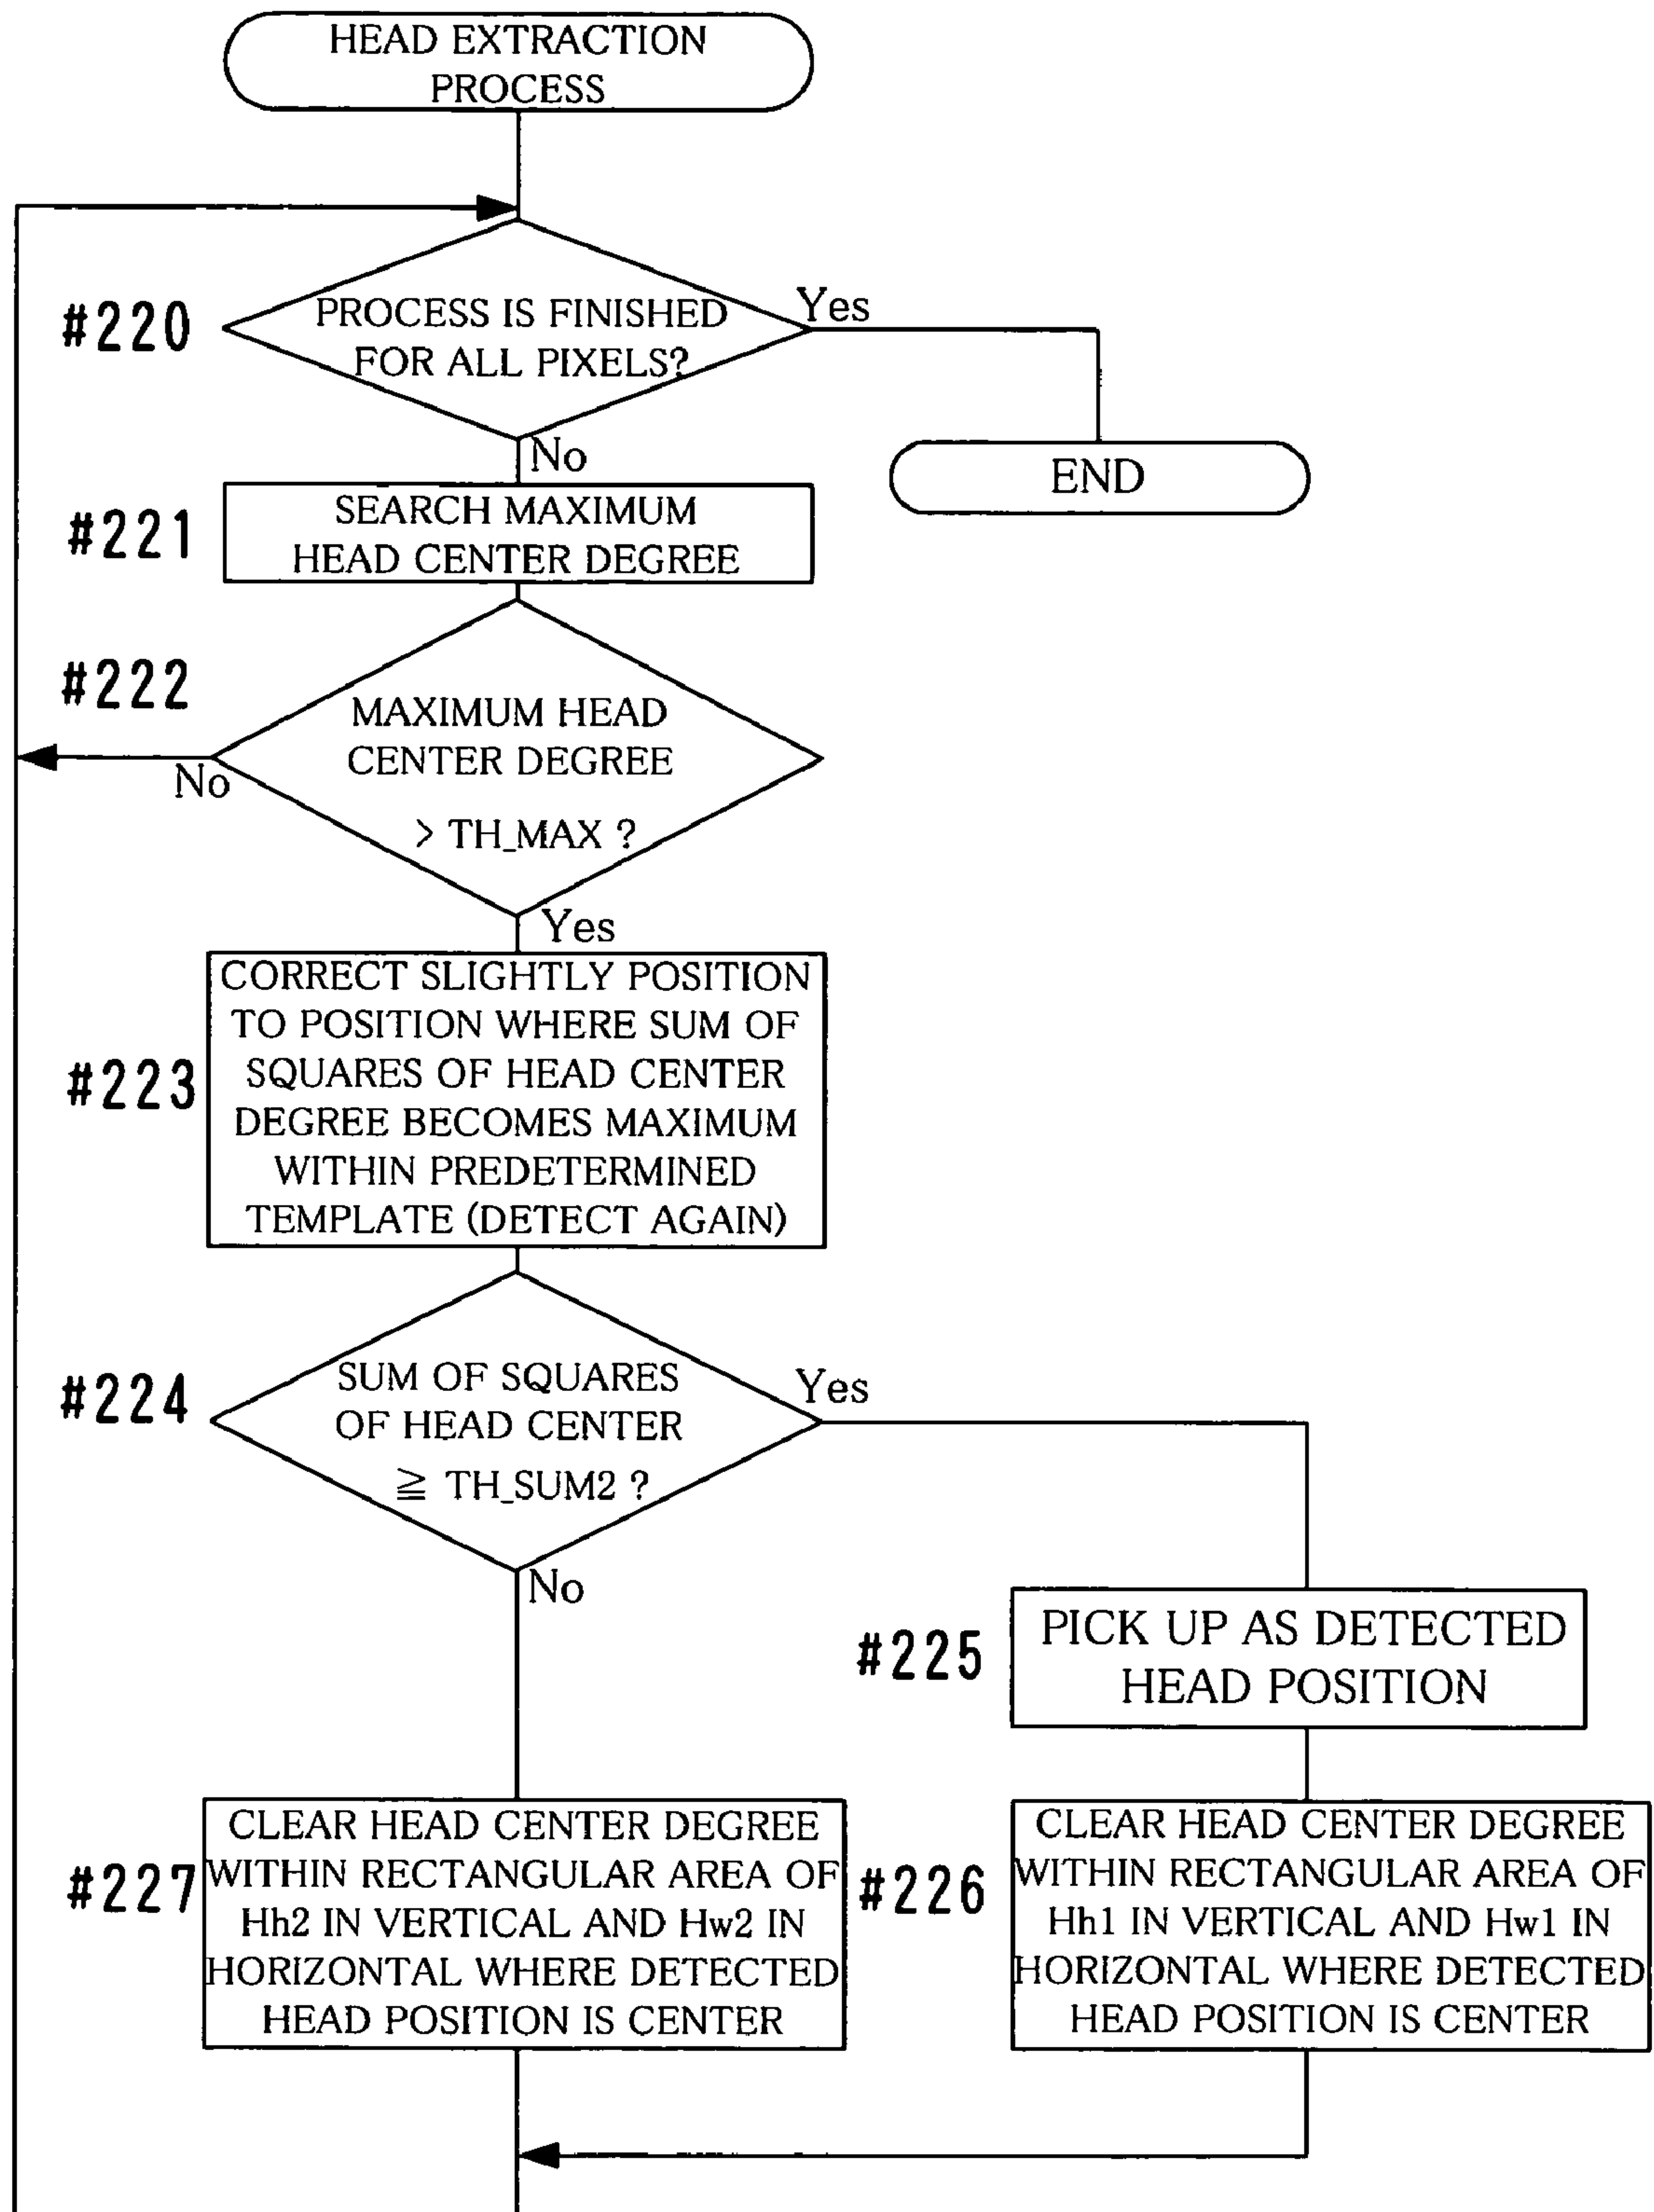 HEAD EXTRACTION
PROCESS
#220
PROCESS IS FINISHED
FOR ALL PIXELS?
Yes
No
END
#221
SEARCH MAXIMUM
HEAD CENTER DEGREE
#222
MAXIMUM HEAD
CENTER DEGREE
> TH_MAX ?
No
Yes
#223
CORRECT SLIGHTLY POSITION
TO POSITION WHERE SUM OF
SQUARES OF HEAD CENTER
DEGREE BECOMES MAXIMUM
WITHIN PREDETERMINED
TEMPLATE (DETECT AGAIN)
#224
SUM OF SQUARES
OF HEAD CENTER
≧ TH_SUM2 ?
Yes
No
#225
PICK UP AS DETECTED
HEAD POSITION
#227
CLEAR HEAD CENTER DEGREE
WITHIN RECTANGULAR AREA OF
Hh2 IN VERTICAL AND Hw2 IN
HORIZONTAL WHERE DETECTED
HEAD POSITION IS CENTER
#226
CLEAR HEAD CENTER DEGREE
WITHIN RECTANGULAR AREA OF
Hh1 IN VERTICAL AND Hw1 IN
HORIZONTAL WHERE DETECTED
HEAD POSITION IS CENTER